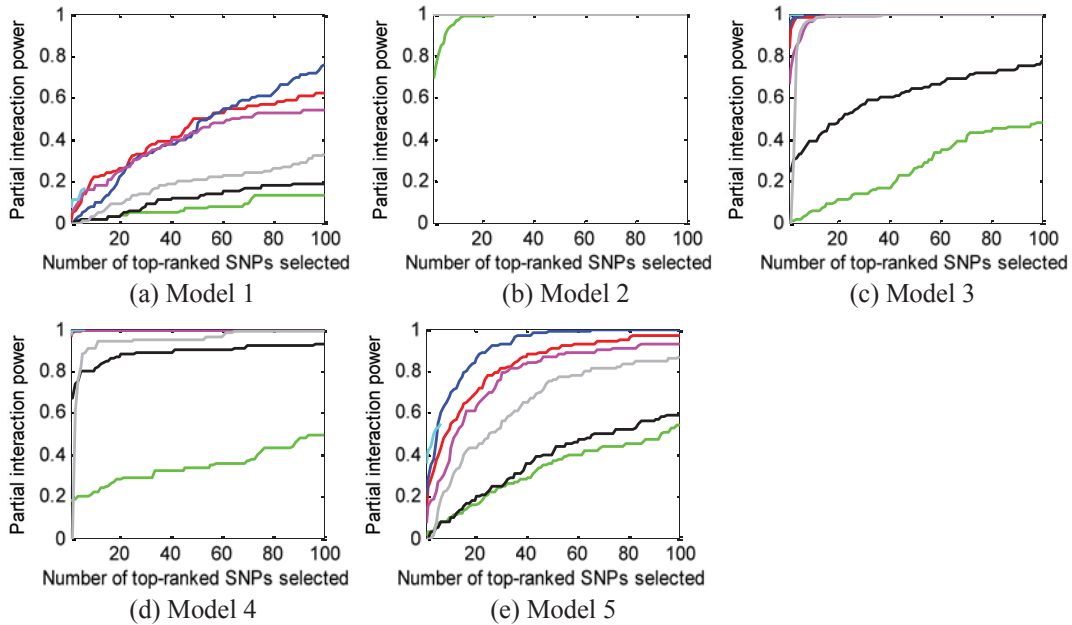 Partial interaction power
1
0.8
0.6
0.4
0.2
0
20 40 60 80 100
Number of top-ranked SNPs selected
(a) Model 1
Partial interaction power
1
0.8
0.6
0.4
0.2
0
20 40 60 80 100
Number of top-ranked SNPs selected
(b) Model 2
Partial interaction power
1
0.8
0.6
0.4
0.2
0
20 40 60 80 100
Number of top-ranked SNPs selected
(c) Model 3
Partial interaction power
1
0.8
0.6
0.4
0.2
0
20 40 60 80 100
Number of top-ranked SNPs selected
(d) Model 4
Partial interaction power
1
0.8
0.6
0.4
0.2
0
20 40 60 80 100
Number of top-ranked SNPs selected
(e) Model 5